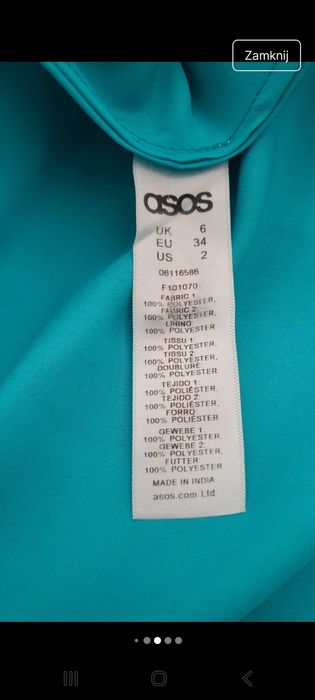 Zamknij
asos
UK 6
EU 34
US 2
06116586
F101070
FABRIC 1:
100% POLYESTER,
FABRIC 2:
100% POLYESTER,
LINING:
100% POLYESTER
TISSU 1:
100% POLYESTER,
TISSU 2:
100% POLYESTER,
DOUBLURE:
100% POLYESTER
TEJIDO 1:
100% POLIÉSTER,
TEJIDO 2:
100% POLIÉSTER,
FORRO:
100% POLIÉSTER
GEWEBE 1:
100% POLYESTER,
GEWEBE 2:
100% POLYESTER,
FUTTER:
100% POLYESTER
MADE IN INDIA
asos.com Ltd